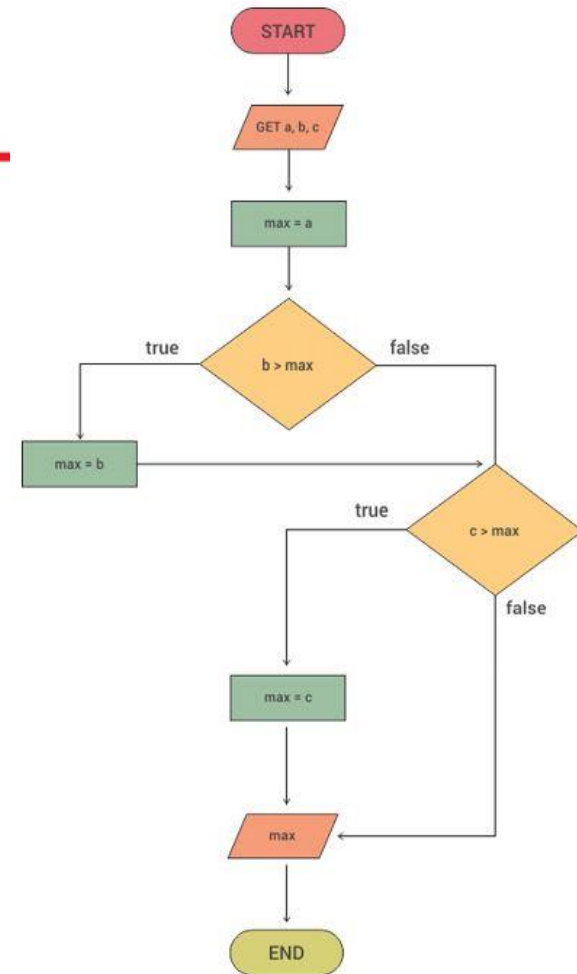 START
GET a, b, c
max = a
true
false
b > max
max = b
true
c > max
false
max = c
max
END